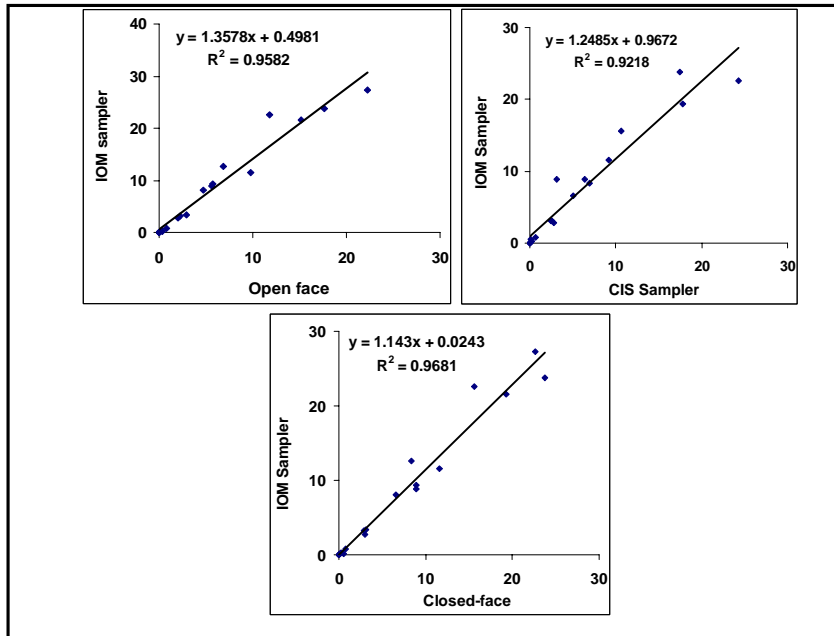 y = 1.3578x + 0.4981
R² = 0.9582
40
30
20
10
0
0 10 20 30
IOM sampler
Open face
y = 1.2485x + 0.9672
R² = 0.9218
30
20
10
0
0 10 20 30
IOM Sampler
CIS Sampler
y = 1.143x + 0.0243
R² = 0.9681
30
20
10
0
0 10 20 30
IOM Sampler
Closed-face